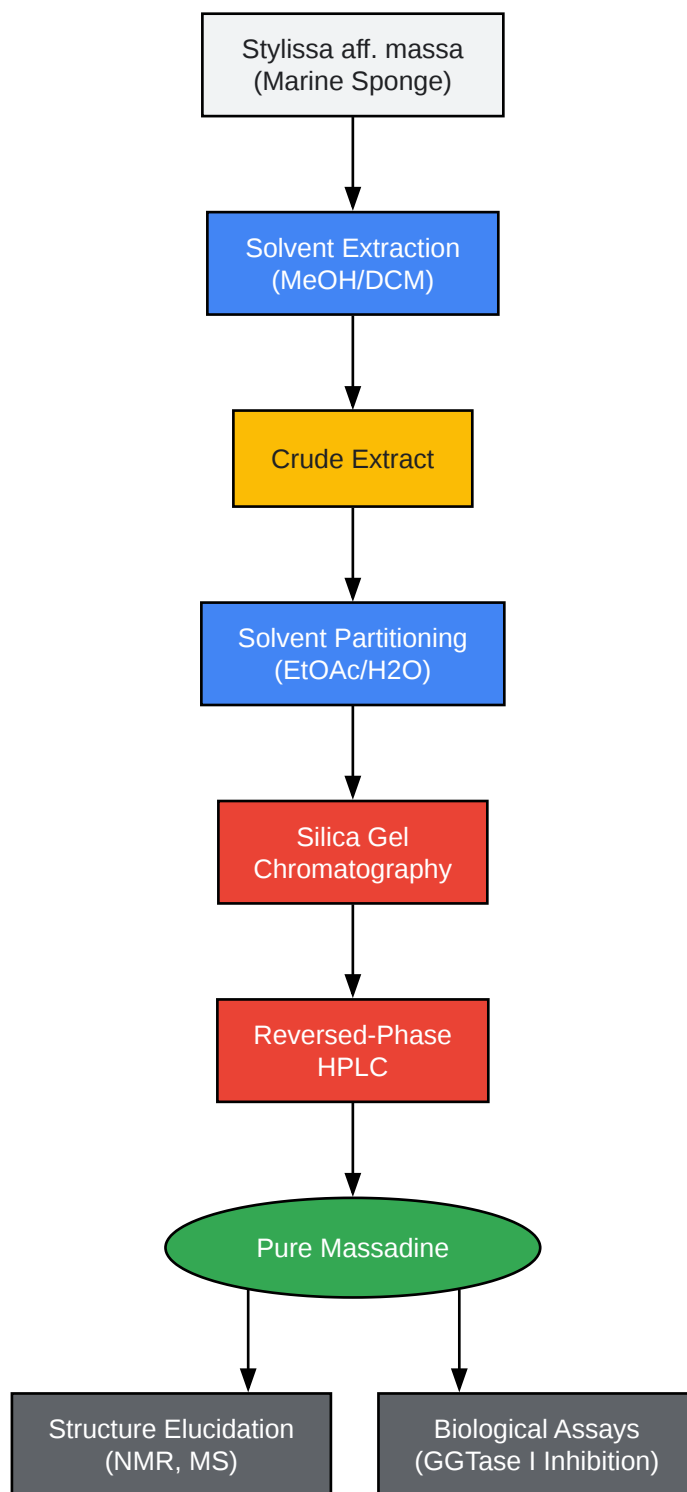 Stylissa aff. massa
(Marine Sponge)
Solvent Extraction
(MeOH/DCM)
Crude Extract
Solvent Partitioning
(EtOAc/H2O)
Silica Gel
Chromatography
Reversed-Phase
HPLC
Pure Massadine
Structure Elucidation
(NMR, MS)
Biological Assays
(GGTase I Inhibition)